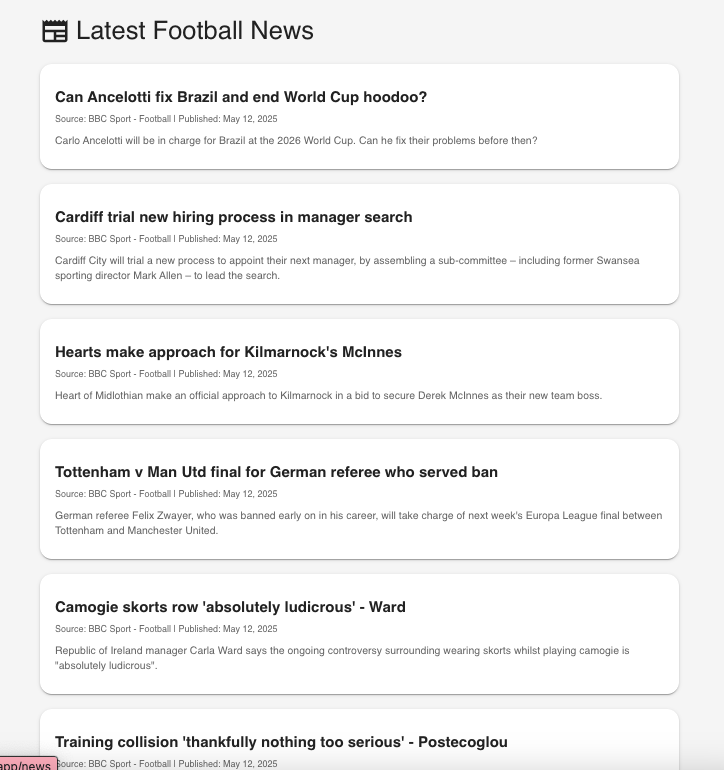 Latest Football News
Can Ancelotti fix Brazil and end World Cup hoodoo?
Source: BBC Sport - Football | Published: May 12, 2025
Carlo Ancelotti will be in charge for Brazil at the 2026 World Cup. Can he fix their problems before then?
Cardiff trial new hiring process in manager search
Source: BBC Sport - Football | Published: May 12, 2025
Cardiff City will trial a new process to appoint their next manager, by assembling a sub-committee – including former Swansea
sporting director Mark Allen – to lead the search.
Hearts make approach for Kilmarnock's McInnes
Source: BBC Sport - Football | Published: May 12, 2025
Heart of Midlothian make an official approach to Kilmarnock in a bid to secure Derek McInnes as their new team boss.
Tottenham v Man Utd final for German referee who served ban
Source: BBC Sport - Football | Published: May 12, 2025
German referee Felix Zwayer, who was banned early on in his career, will take charge of next week's Europa League final between
Tottenham and Manchester United.
Camogie skorts row 'absolutely ludicrous' - Ward
Source: BBC Sport - Football | Published: May 12, 2025
Republic of Ireland manager Carla Ward says the ongoing controversy surrounding wearing skorts whilst playing camogie is
"absolutely ludicrous".
Training collision 'thankfully nothing too serious' - Postecoglou
Source: BBC Sport - Football | Published: May 12, 2025
app/news